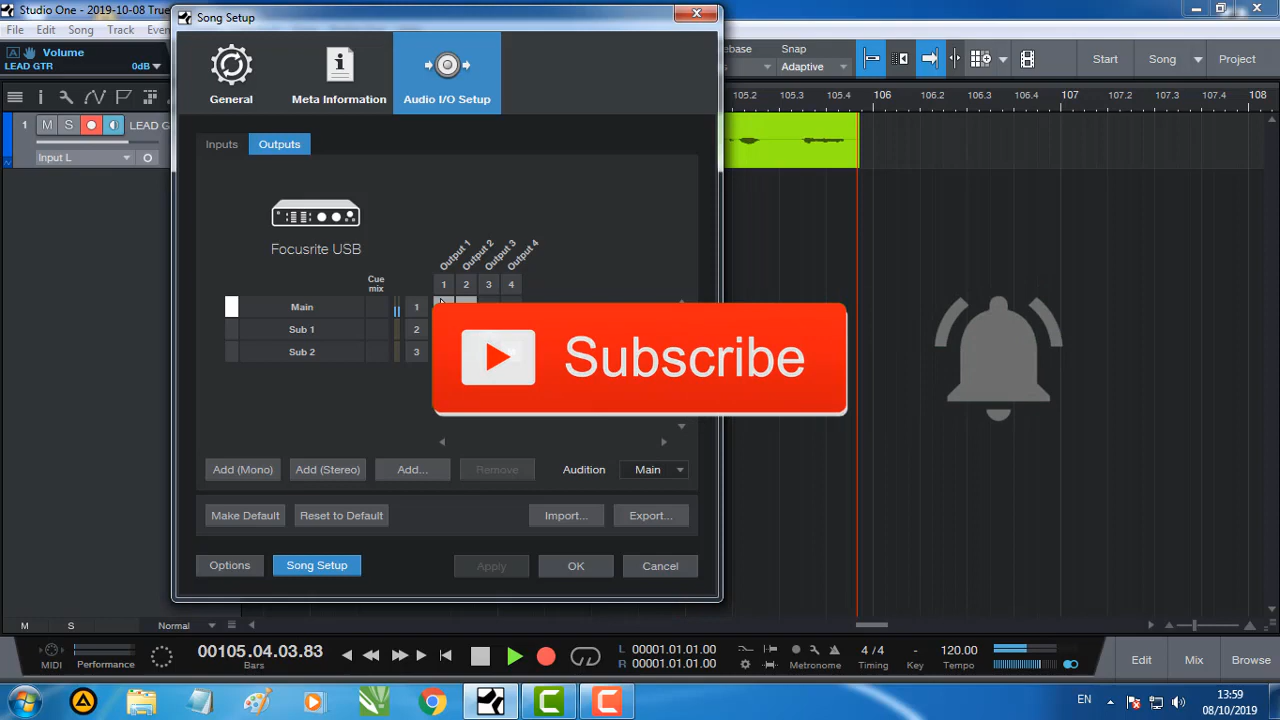 Studio One - 2019-10-08 True
Song Setup
File Edit Song Track Even
Volume
LEAD GTR 0dB
General
Meta Information
Audio I/O Setup
ebase
Snap
Adaptive
Start
Song
Project
105.2 105.3 105.4 106 106.2 106.3 106.4 107 107.4 108
1 M S LEAD G
Input L
Inputs
Outputs
Focusrite USB
Output 1
Output 2
Output 3
Output 4
Cue
mix
1 2 3 4
Main 1
Sub 1 2
Sub 2 3
Subscribe
Add (Mono)
Add (Stereo)
Add...
Remove
Audition
Main
Make Default
Reset to Default
Import...
Export...
Options
Song Setup
Apply
OK
Cancel
M S Normal
MIDI
Performance
00105.04.03.83
Bars
L 00001.01.01.00
R 00001.01.01.00
Metronome
4 / 4
Timing
-
Key
120.00
Tempo
Edit
Mix
Browse
EN
13:59
08/10/2019